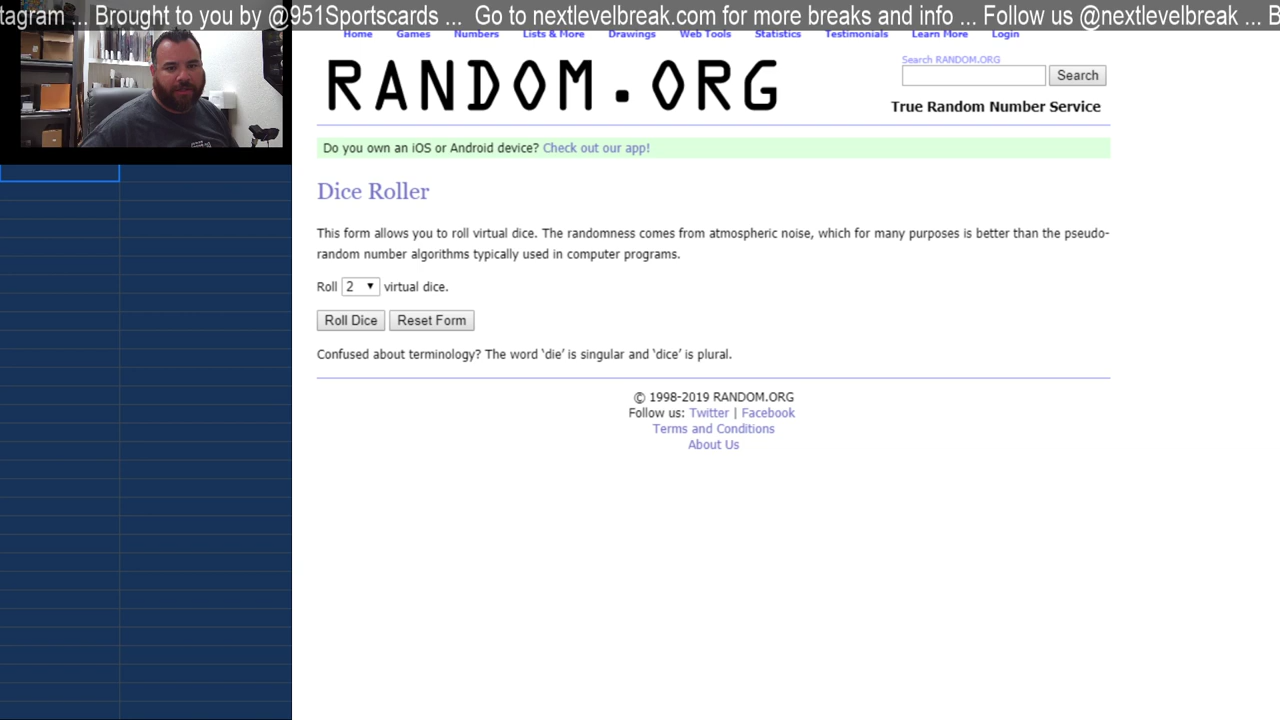 tagram ... Brought to you by @951Sportscards ... Go to nextlevelbreak.com for more breaks and info ... Follow us @nextlevelbreak ... B
Home Games Numbers Lists & More Drawings Web Tools Statistics Testimonials Learn More Login
RANDOM.ORG
Search RANDOM.ORG
Search
True Random Number Service
Do you own an iOS or Android device? Check out our app!
Dice Roller
This form allows you to roll virtual dice. The randomness comes from atmospheric noise, which for many purposes is better than the pseudo-
random number algorithms typically used in computer programs.
Roll 2 virtual dice.
Roll Dice Reset Form
Confused about terminology? The word ‘die’ is singular and ‘dice’ is plural.
© 1998-2019 RANDOM.ORG
Follow us: Twitter | Facebook
Terms and Conditions
About Us